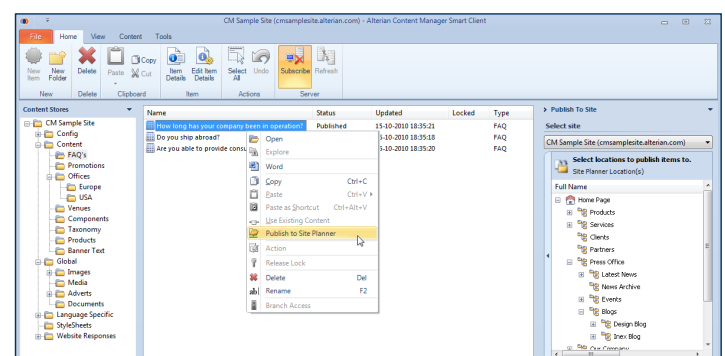 CM Sample Site (cmsamplesite.alterian.com) - Alterian Content Manager Smart Client
File Home View Content Tools
New Item
New Folder
Delete
Paste
Copy
Cut
Item Details
Edit Item Details
Select All
Undo
Subscribe
Refresh
New Delete Clipboard Item Actions Server
Content Stores
CM Sample Site
Config
Content
FAQ's
Promotions
Offices
Europe
USA
Venues
Components
Taxonomy
Products
Banner Text
Global
Images
Media
Adverts
Documents
Language Specific
StyleSheets
Website Responses
Name Status Updated Locked Type
How long has your company been in operation? Published 15-10-2010 18:35:21 FAQ
Do you ship abroad? 5-10-2010 18:35:18 FAQ
Are you able to provide consu 5-10-2010 18:35:20 FAQ
Open
Explore
Word
Copy Ctrl+C
Paste Ctrl+V
Paste as Shortcut Ctrl+Alt+V
Use Existing Content
Publish to Site Planner
Action
Release Lock
Delete Del
Rename F2
Branch Access
Publish To Site
Select site
CM Sample Site (cmsamplesite.alterian.com)
Select locations to publish items to.
Site Planner Location(s)
Full Name
Home Page
Products
Services
Clients
Partners
Press Office
Latest News
News Archive
Events
Blogs
Design Blog
Inex Blog
Our Company